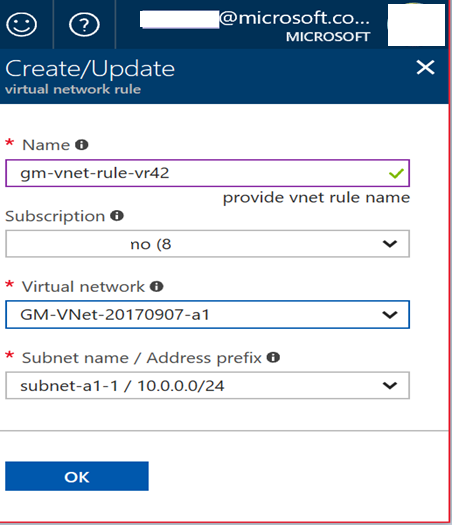 @microsoft.co...
MICROSOFT
Create/Update
virtual network rule
* Name
gm-vnet-rule-vr42
provide vnet rule name
Subscription
no (8
* Virtual network
GM-VNet-20170907-a1
* Subnet name / Address prefix
subnet-a1-1 / 10.0.0.0/24
OK